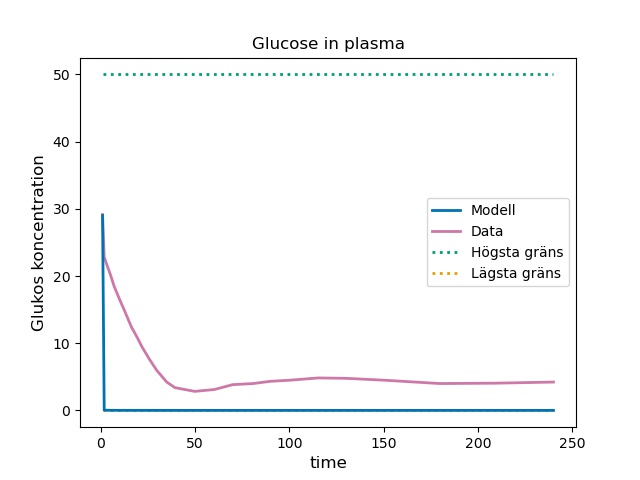 Glucose in plasma
Glukos koncentration
50
40
30
20
10
0
Modell
Data
Högsta gräns
Lägsta gräns
0
50
100
150
200
250
time